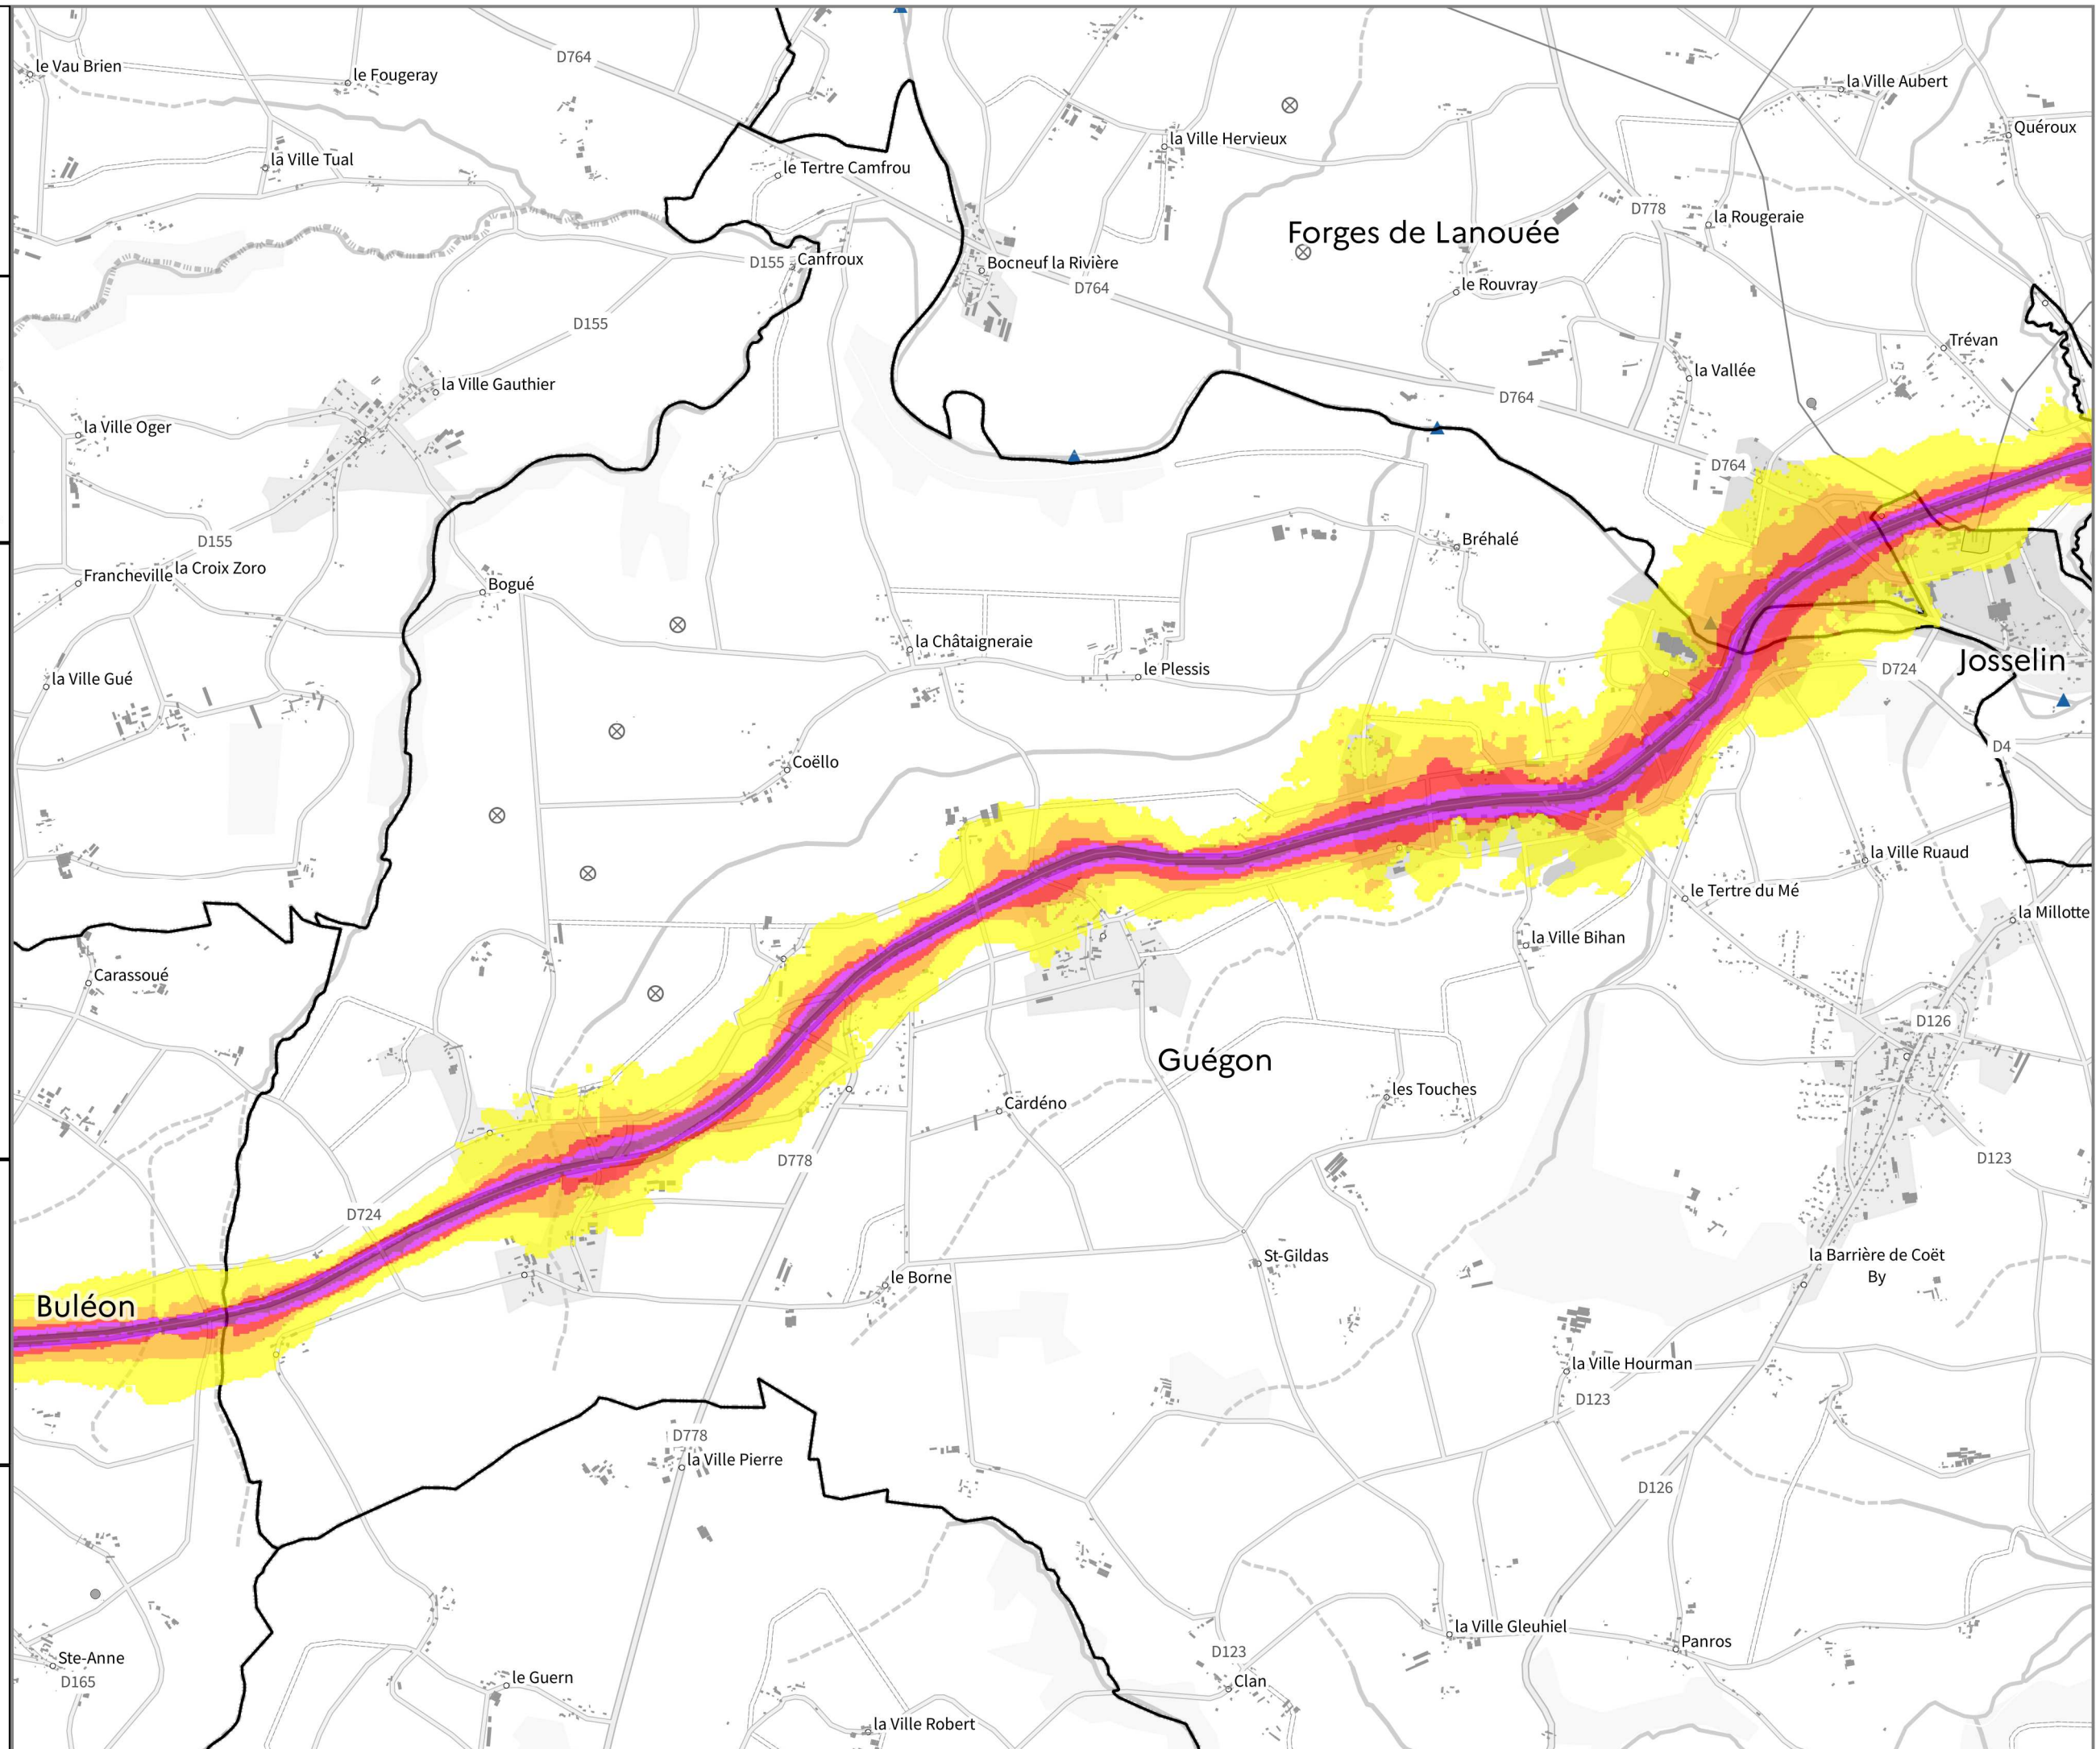 le Vau Brien
le Fougeray
D764
la Ville Aubert
Quéroux
la Ville Hervieux
la Ville Tual
le Tertre Camfrou
D778
la Rougeraie
Forges de Lanouée
D155
Canfroux
Bocneuf la Rivière
D764
le Rouvray
D155
Trévan
la Vallée
la Ville Gauthier
D764
la Ville Oger
D764
D155
Bréhalé
la Croix Zoro
Francheville
Bogué
la Châtaigneraie
le Plessis
Josselin
D724
la Ville Gué
D4
Coëllo
la Ville Ruaud
le Tertre du Mé
la Millotte
la Ville Bihan
Carassoué
D126
Guégon
les Touches
Cardéno
D778
D123
D724
St-Gildas
la Barrière de Coët
By
le Borne
Buléon
la Ville Hourman
D123
D778
la Ville Pierre
D126
la Ville Gleuhiel
Panros
D123
Ste-Anne
D165
le Guern
Clan
la Ville Robert